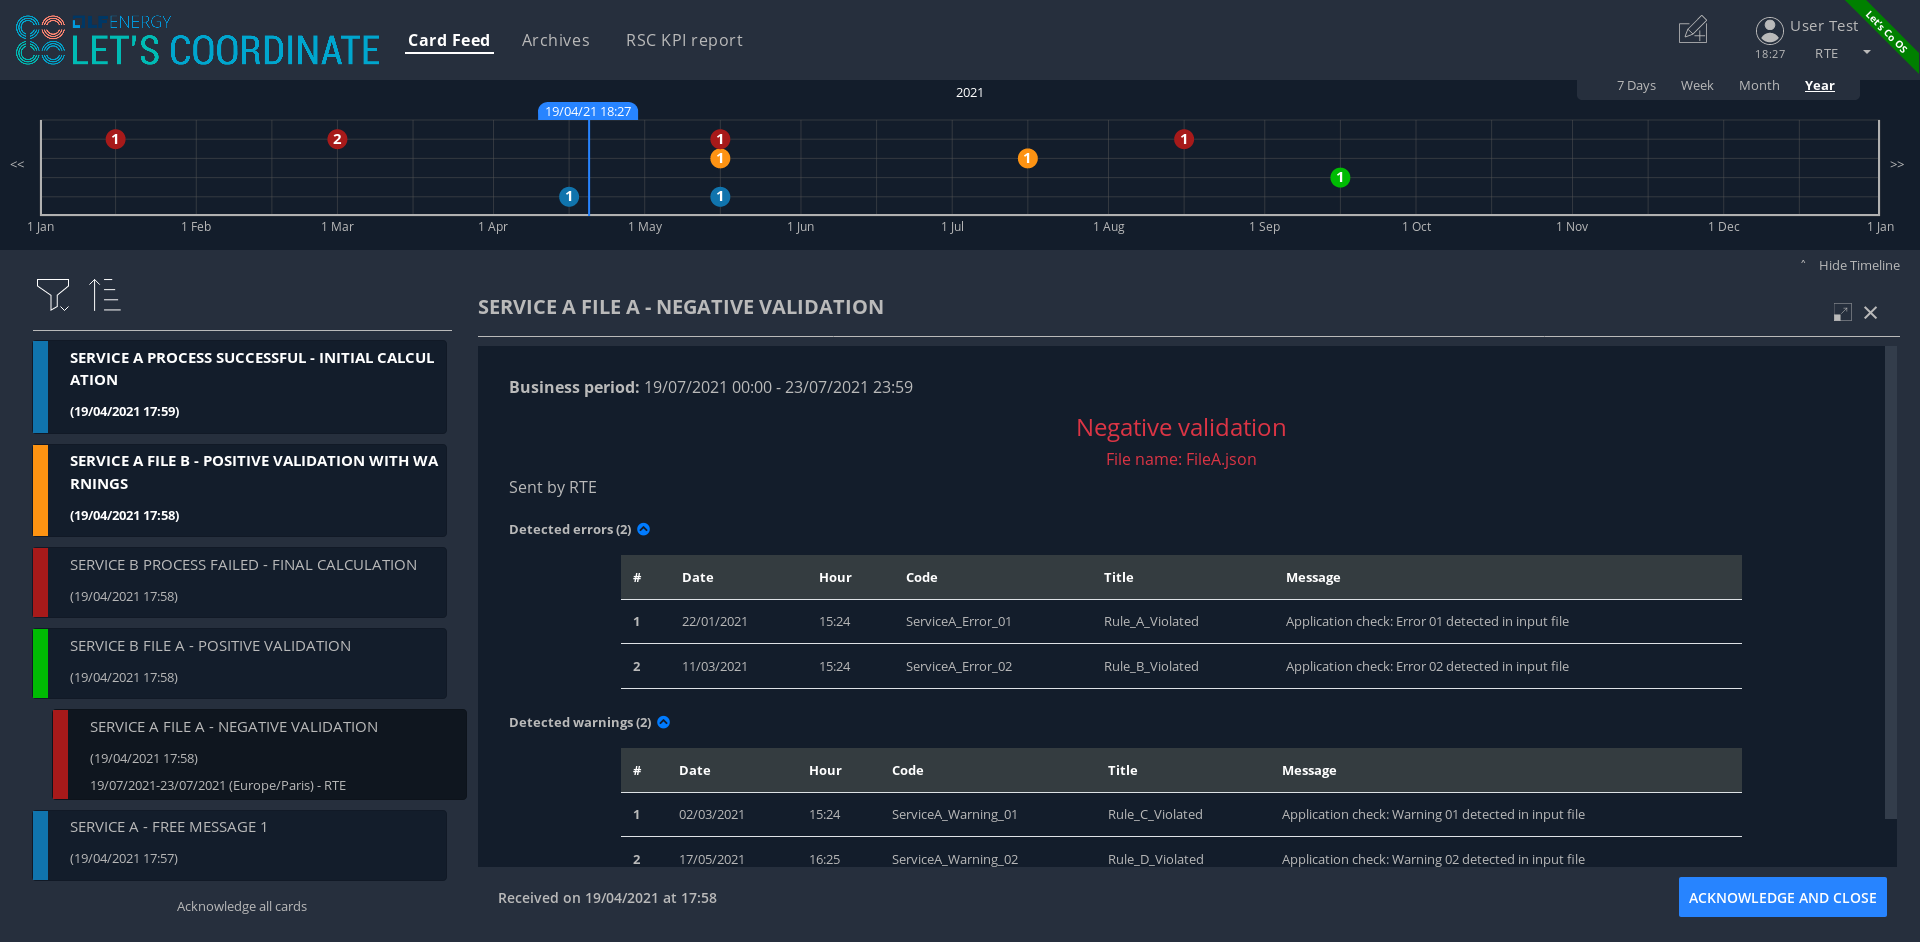 ENERGY
LET'S COORDINATE
Card Feed
Archives
RSC KPI report
User Test
18:27
RTE
Let's Co OS
7 Days
Week
Month
Year
2021
19/04/21 18:27
<<
1
2
1
1
1
1
1
1
1
>>
1 Jan
1 Feb
1 Mar
1 Apr
1 May
1 Jun
1 Jul
1 Aug
1 Sep
1 Oct
1 Nov
1 Dec
1 Jan
Hide Timeline
SERVICE A PROCESS SUCCESSFUL - INITIAL CALCUL
ATION
(19/04/2021 17:59)
SERVICE A FILE B - POSITIVE VALIDATION WITH WA
RNINGS
(19/04/2021 17:58)
SERVICE B PROCESS FAILED - FINAL CALCULATION
(19/04/2021 17:58)
SERVICE B FILE A - POSITIVE VALIDATION
(19/04/2021 17:58)
SERVICE A FILE A - NEGATIVE VALIDATION
(19/04/2021 17:58)
19/07/2021-23/07/2021 (Europe/Paris) - RTE
SERVICE A - FREE MESSAGE 1
(19/04/2021 17:57)
Acknowledge all cards
SERVICE A FILE A - NEGATIVE VALIDATION
Business period: 19/07/2021 00:00 - 23/07/2021 23:59
Negative validation
File name: FileA.json
Sent by RTE
Detected errors (2)
# Date Hour Code Title Message
1 22/01/2021 15:24 ServiceA_Error_01 Rule_A_Violated Application check: Error 01 detected in input file
2 11/03/2021 15:24 ServiceA_Error_02 Rule_B_Violated Application check: Error 02 detected in input file
Detected warnings (2)
# Date Hour Code Title Message
1 02/03/2021 15:24 ServiceA_Warning_01 Rule_C_Violated Application check: Warning 01 detected in input file
2 17/05/2021 16:25 ServiceA_Warning_02 Rule_D_Violated Application check: Warning 02 detected in input file
Received on 19/04/2021 at 17:58
ACKNOWLEDGE AND CLOSE